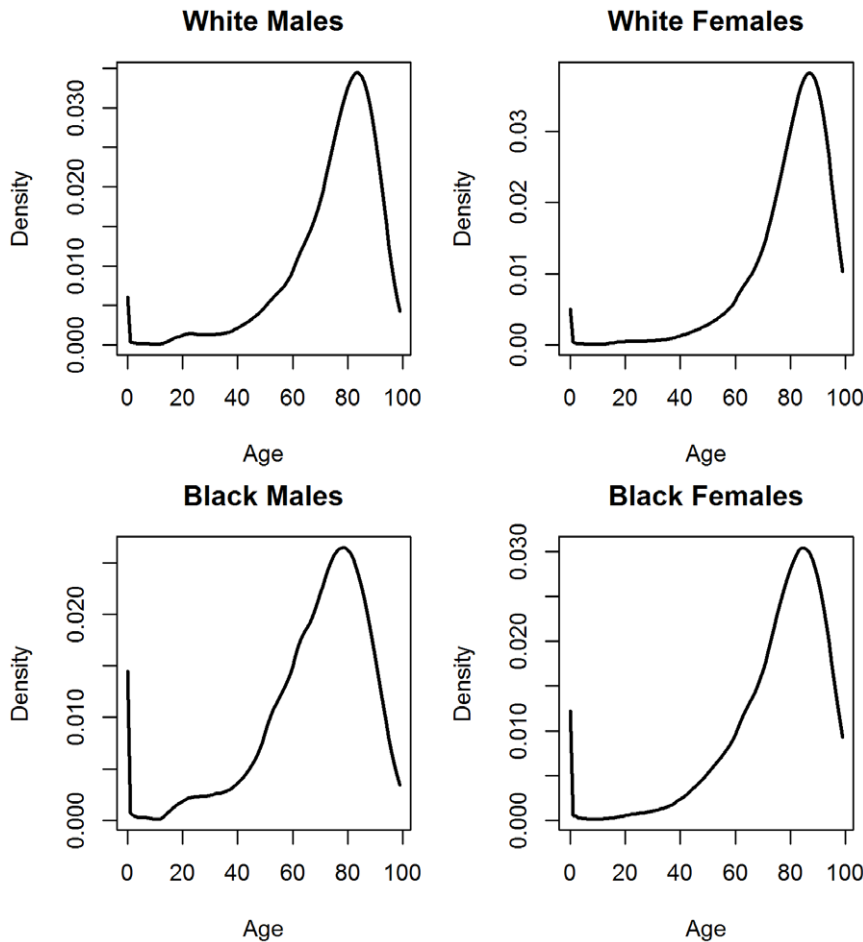 White Males
Density
0.000 0.010 0.020 0.030
0 20 40 60 80 100
Age
White Females
Density
0.00 0.01 0.02 0.03
0 20 40 60 80 100
Age
Black Males
Density
0.000 0.010 0.020
0 20 40 60 80 100
Age
Black Females
Density
0.000 0.010 0.020 0.030
0 20 40 60 80 100
Age